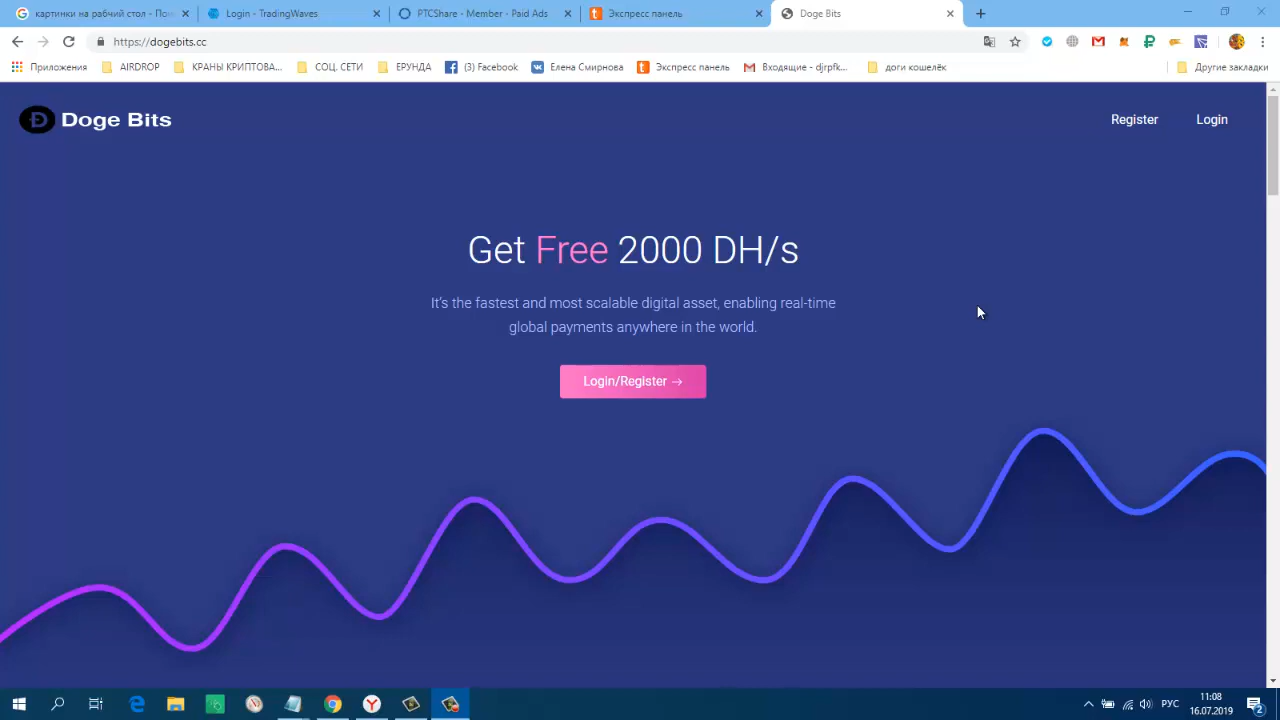 картинки на рабчий стол - Пои
Login - TradingWaves
PTCShare - Member - Paid Ads
Экспресс панель
Doge Bits
https://dogebits.cc
Приложения
AIRDROP
КРАНЫ КРИПТОВА...
СОЦ. СЕТИ
ЕРУНДА
(3) Facebook
Елена Смирнова
Экспресс панель
Входящие - djrpfk...
доги кошелёк
Другие закладки
Doge Bits
Register
Login
Get Free 2000 DH/s
It's the fastest and most scalable digital asset, enabling real-time
global payments anywhere in the world.
Login/Register →
РУС
11:08
16.07.2019
2